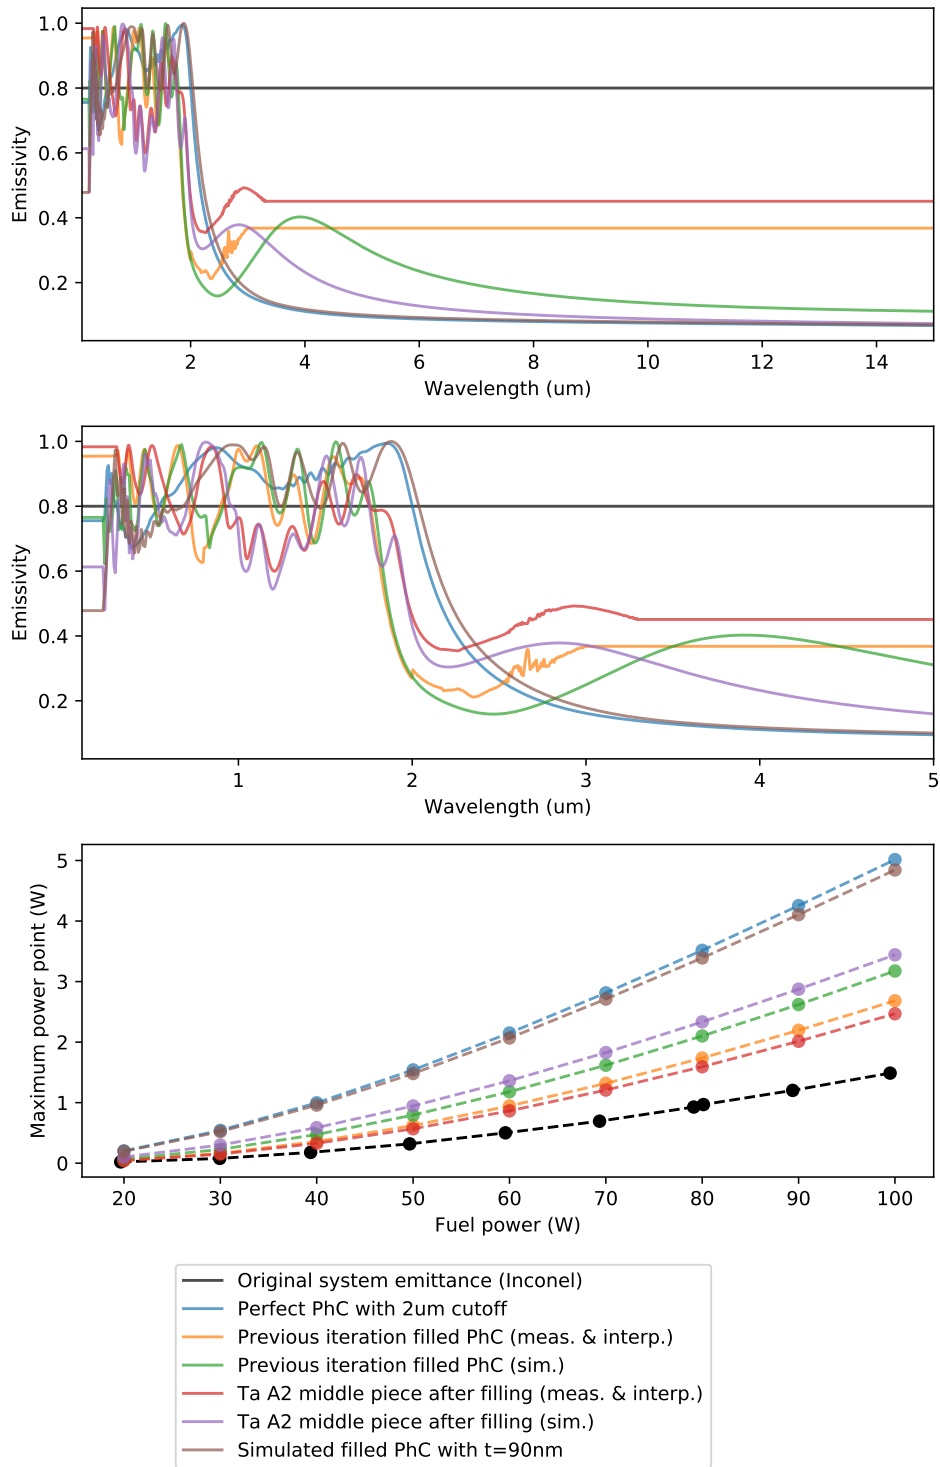 1.0
0.8
0.6
0.4
0.2
Emissivity
2
4
6
8
10
12
14
Wavelength (um)
1.0
0.8
0.6
0.4
0.2
Emissivity
1
2
3
4
5
Wavelength (um)
5
4
3
2
1
0
Maximum power point (W)
20
30
40
50
60
70
80
90
100
Fuel power (W)
Original system emittance (Inconel)
Perfect PhC with 2um cutoff
Previous iteration filled PhC (meas. & interp.)
Previous iteration filled PhC (sim.)
Ta A2 middle piece after filling (meas. & interp.)
Ta A2 middle piece after filling (sim.)
Simulated filled PhC with t=90nm